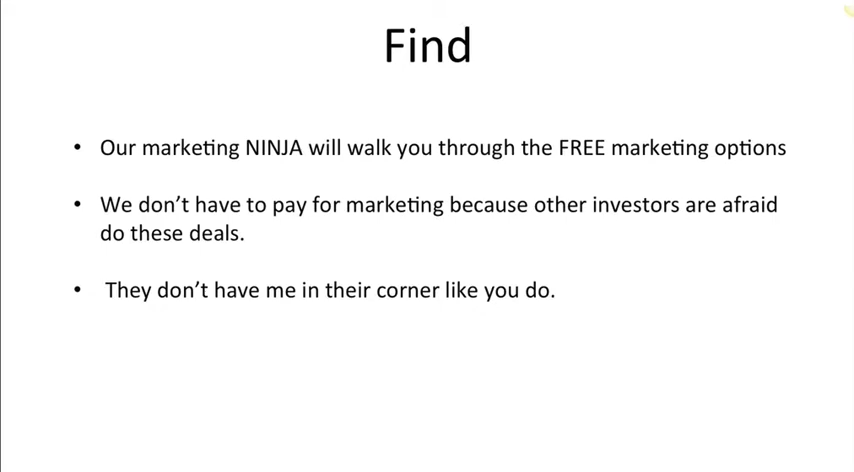 Find
• Our marketing NINJA will walk you through the FREE marketing options
• We don’t have to pay for marketing because other investors are afraid
do these deals.
• They don’t have me in their corner like you do.